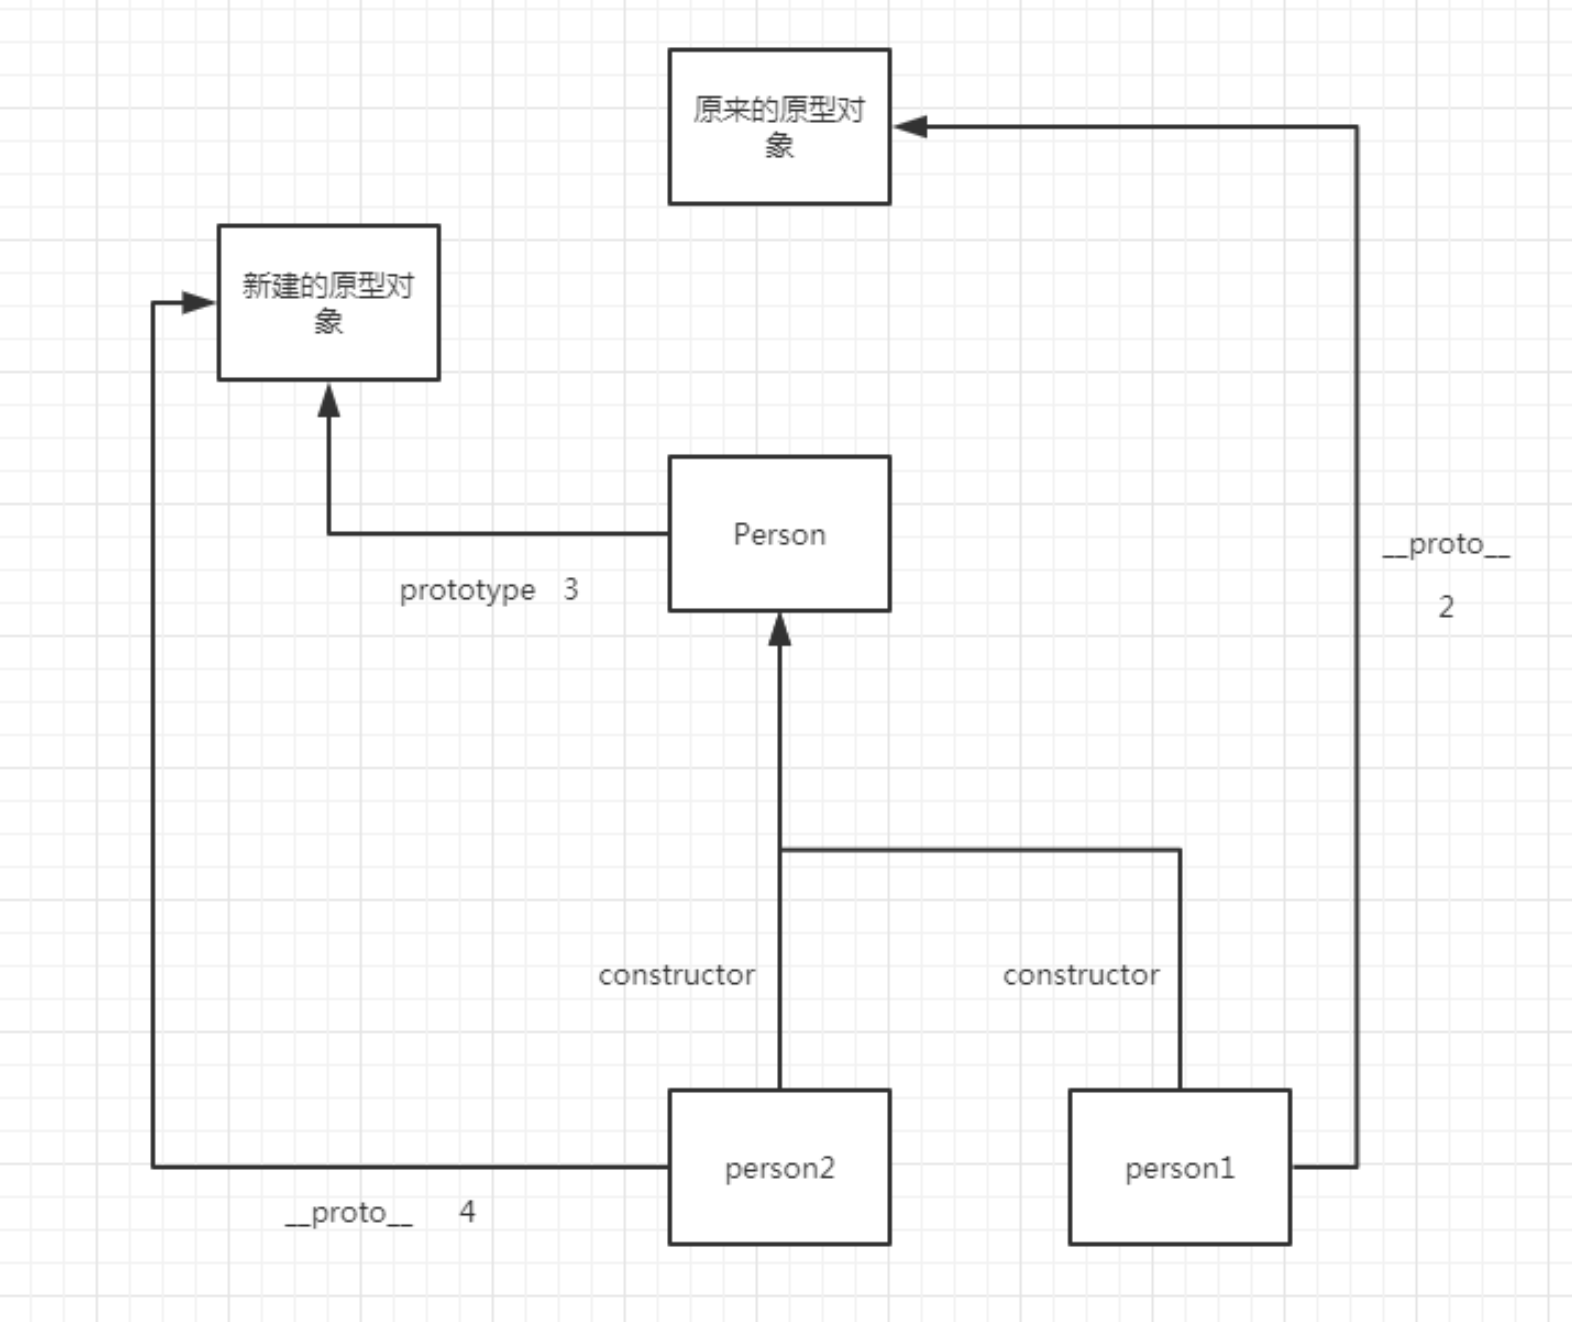 原来的原型对
象
新建的原型对
象
Person
__proto__
prototype 3
2
constructor
constructor
person2
person1
__proto__ 4